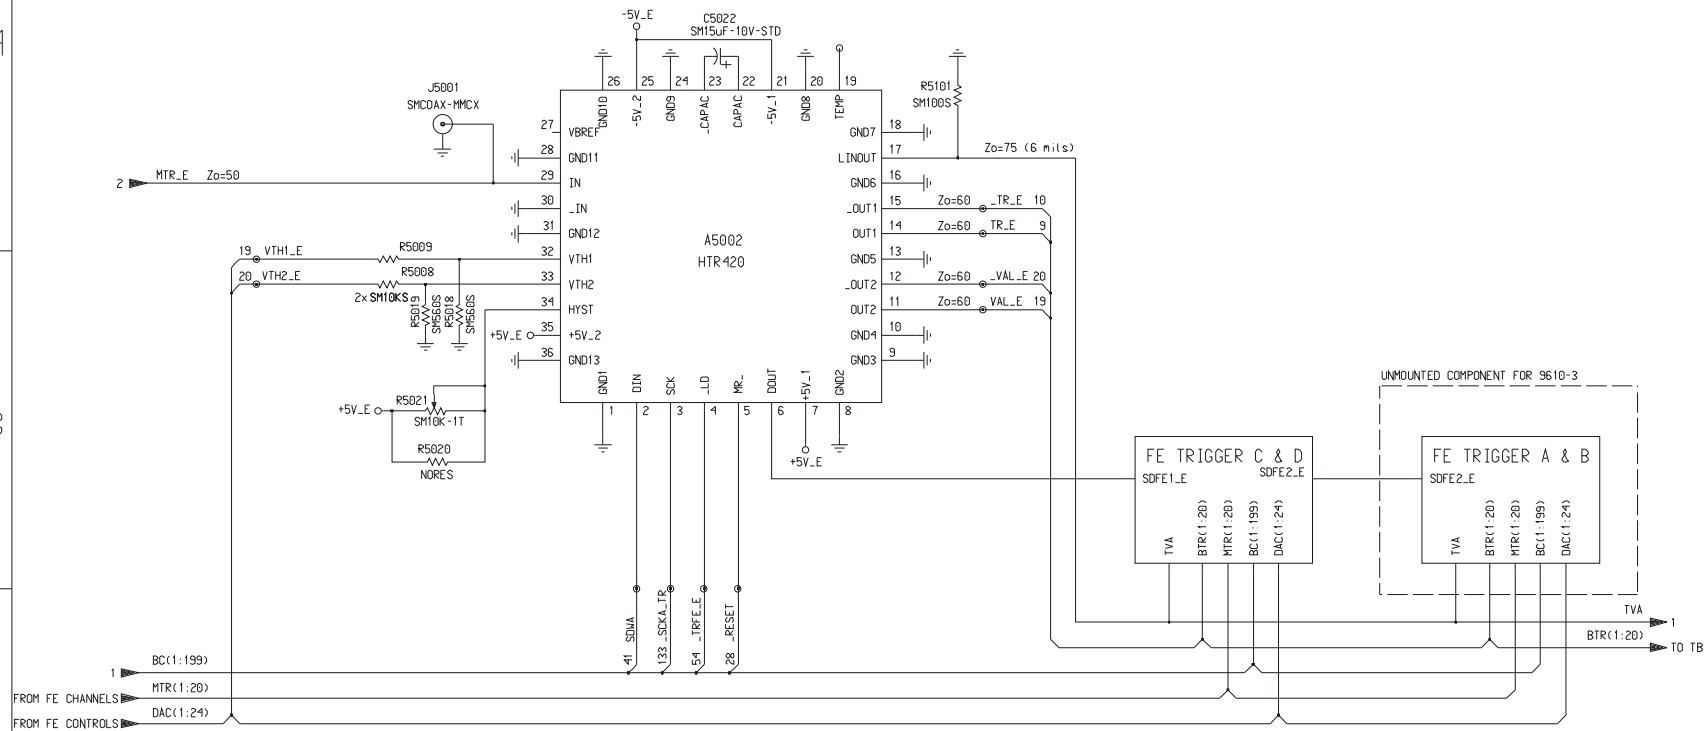 -5V_E
C5022
SM15uF-10V-STD
26 25 24 23 22 21 20 19
GND10 -5V_2 GND9 _CAPAC CAPAC -5V_1 GND8 TEMP
R5101
SM100S
J5001
SMCOAX-MMCX
27 VBREF
28 GND11
29 IN
30 _IN
31 GND12
32 VTH1
33 VTH2
34 HYST
35 +5V_2
36 GND13
A5002
HTR420
GND7 18
LINOUT 17
GND6 16
_OUT1 15
OUT1 14
GND5 13
_OUT2 12
OUT2 11
GND4 10
GND3 9
Zo=75 (6 mils)
Zo=60 _TR_E 10
Zo=60 TR_E 9
Zo=60 _VAL_E 20
Zo=60 VAL_E 19
2 MTR_E Zo=50
19 VTH1_E R5009
20 VTH2_E R5008
2x SM10KS
R5019
SM560S
R5018
SM560S
+5V_E
+5V_E
R5021
SM10K-1T
R5020
NORES
GND1 DIN SCK _LD MR_ DOUT +5V_1 GND2
1 2 3 4 5 6 7 8
+5V_E
UNMOUNTED COMPONENT FOR 9610-3
FE TRIGGER C & D
SDFE1_E
SDFE2_E
TVA BTR(1:20) MTR(1:20) BC(1:199) DAC(1:24)
FE TRIGGER A & B
SDFE2_E
TVA BTR(1:20) MTR(1:20) BC(1:199) DAC(1:24)
41 SDWA
133 _SCKA_TR
54 _TRFE_E
28 _RESET
TVA
1
BTR(1:20)
TO TB
1 BC(1:199)
FROM FE CHANNELS MTR(1:20)
FROM FE CONTROLS DAC(1:24)